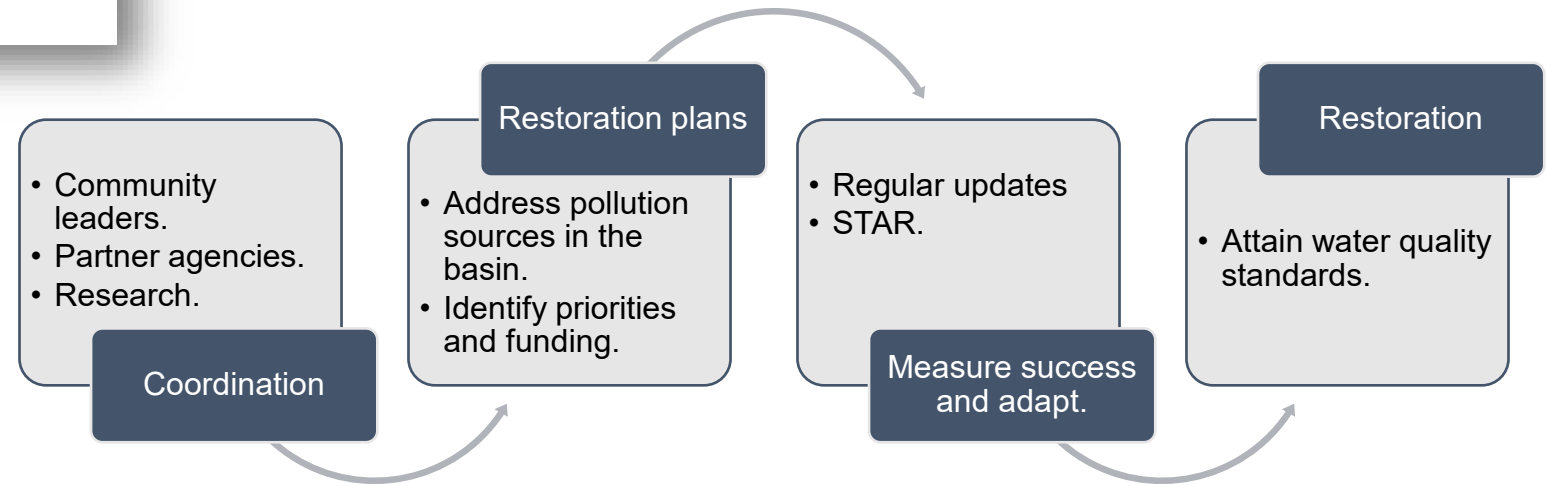 • Community
leaders.
• Partner agencies.
• Research.
Coordination
Restoration plans
• Address pollution
sources in the
basin.
• Identify priorities
and funding.
• Regular updates
• STAR.
Measure success
and adapt.
Restoration
• Attain water quality
standards.